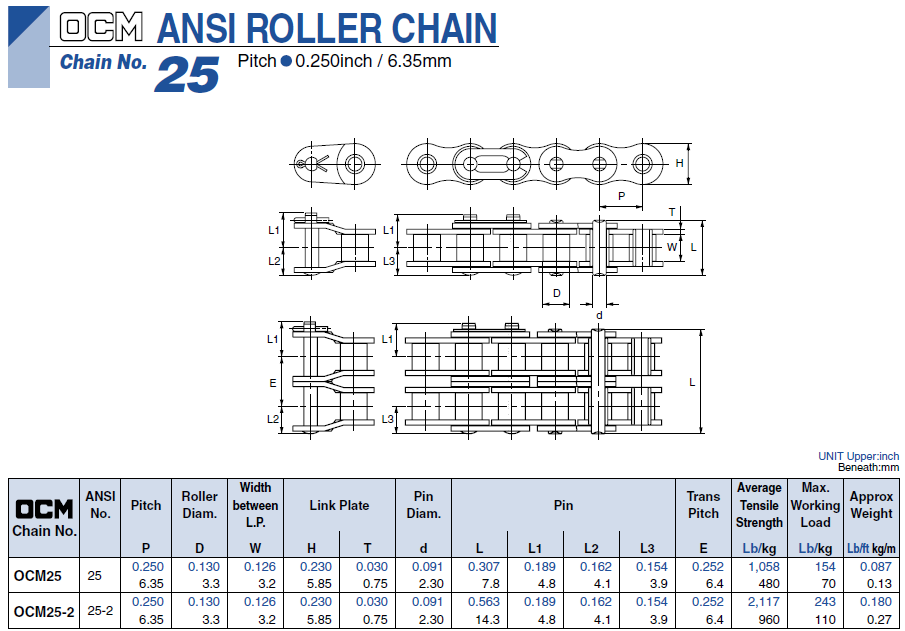 OCM ANSI ROLLER CHAIN
Chain No. 25 Pitch ● 0.250inch / 6.35mm
H
P
T
L1 L1
W L
L2 L3
D
d
L1 L1
E L
L2 L3
UNIT Upper:inch
Beneath:mm
OCM Chain No. ANSI No. Pitch Roller Diam. Width between L.P. Link Plate Pin Diam. Pin Trans Pitch Average Tensile Strength Max. Working Load Approx Weight
P D W H T d L L1 L2 L3 E Lb/kg Lb/kg Lb/ft kg/m
OCM25 25 0.250 0.130 0.126 0.230 0.030 0.091 0.307 0.189 0.162 0.154 0.252 1,058 154 0.087
6.35 3.3 3.2 5.85 0.75 2.30 7.8 4.8 4.1 3.9 6.4 480 70 0.13
OCM25-2 25-2 0.250 0.130 0.126 0.230 0.030 0.091 0.563 0.189 0.162 0.154 0.252 2,117 243 0.180
6.35 3.3 3.2 5.85 0.75 2.30 14.3 4.8 4.1 3.9 6.4 960 110 0.27